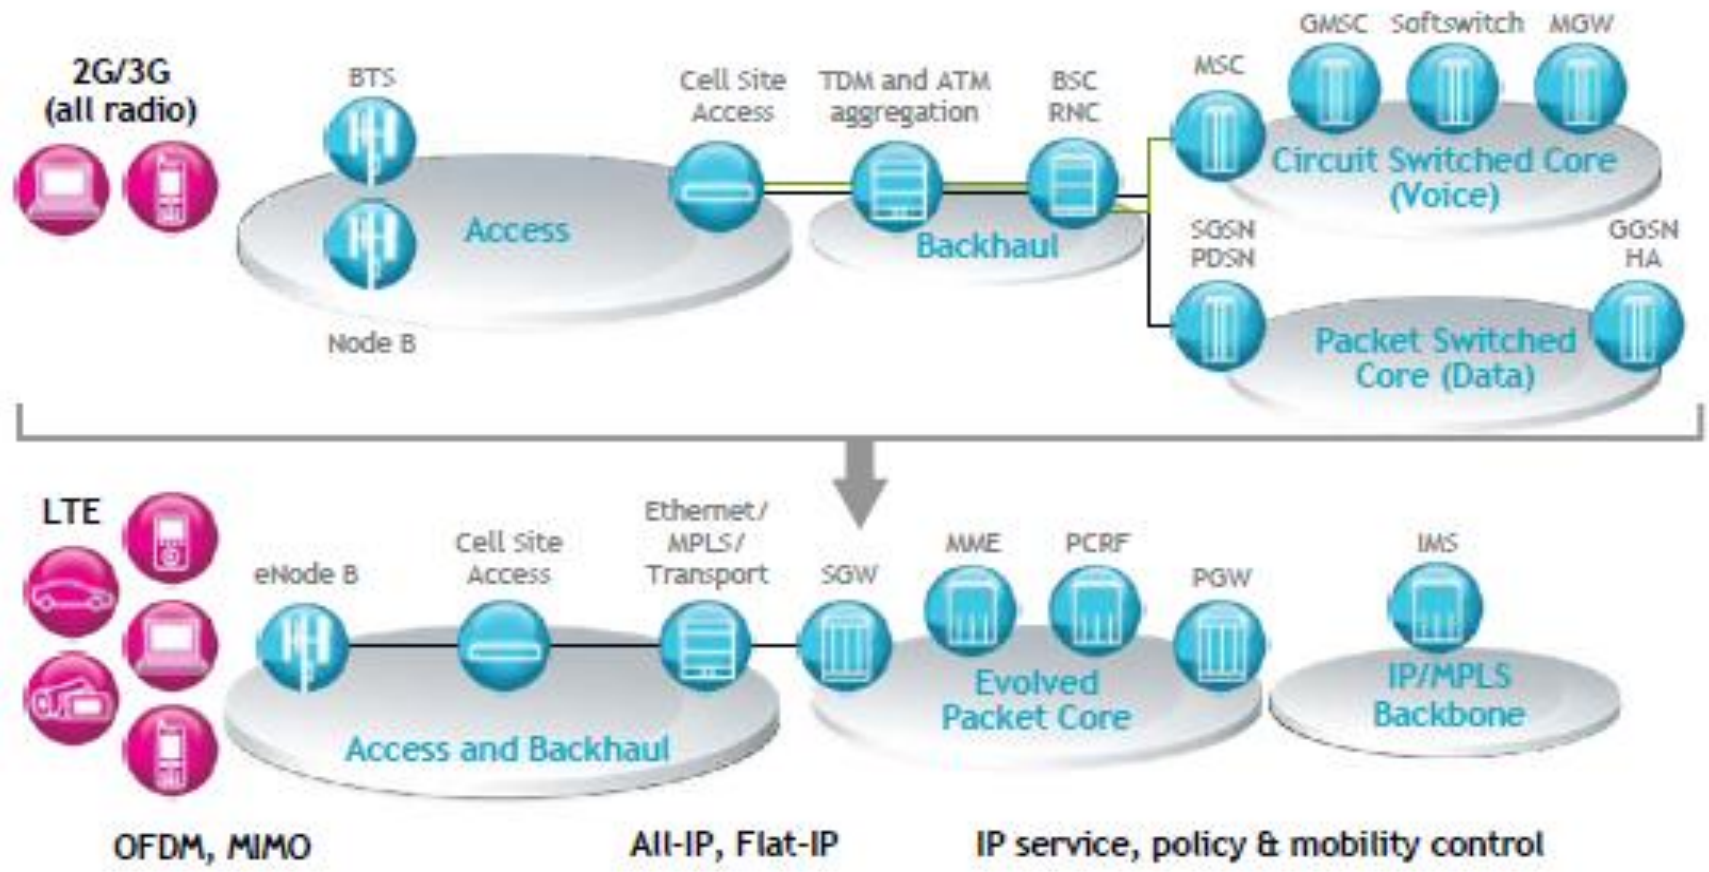 2G/3G
(all radio)
BTS
Node B
Access
Cell Site
Access
TDM and ATM
aggregation
Backhaul
BSC
RNC
MSC
GMSC
Softswitch
MGW
Circuit Switched Core
(Voice)
SGSN
PDSN
GGSN
HA
Packet Switched
Core (Data)
LTE
eNode B
Cell Site
Access
Ethernet/
MPLS/
Transport
Access and Backhaul
SGW
MME
PCRF
PGW
Evolved
Packet Core
IMS
IP/MPLS
Backbone
OFDM, MIMO
All-IP, Flat-IP
IP service, policy & mobility control